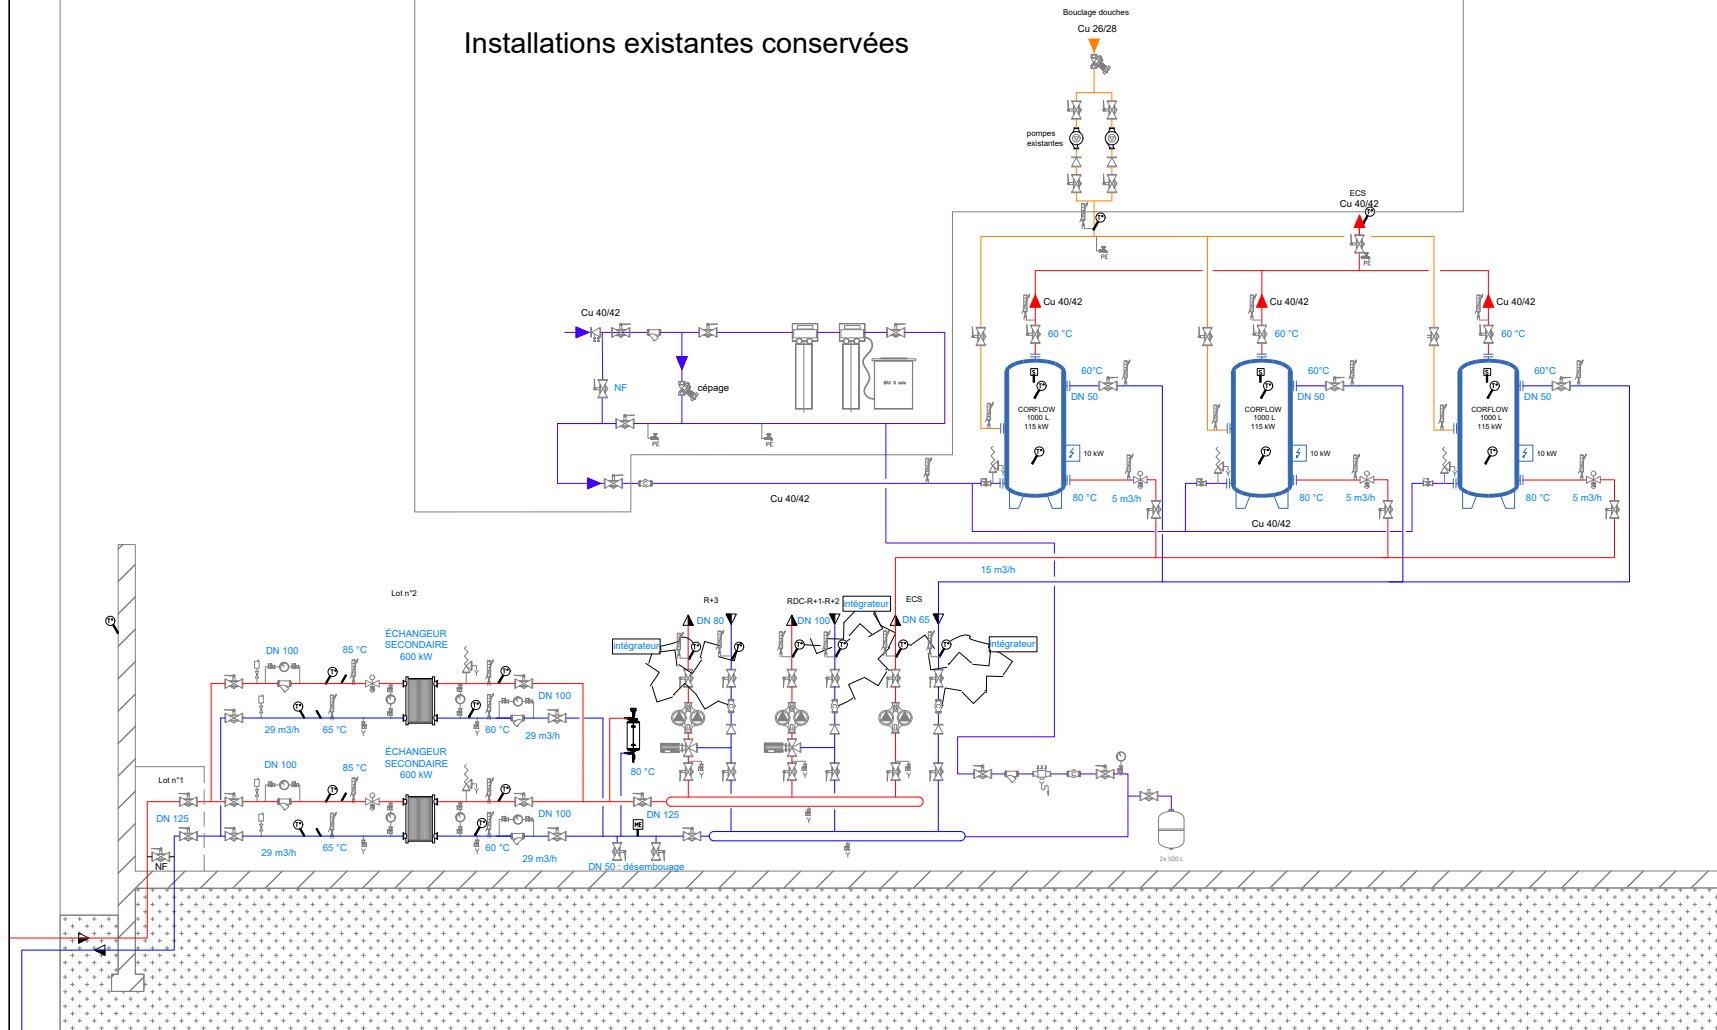 Bouclage douches
Cu 26/28
Installations existantes conservées
pompes
existantes
ECS
Cu 40/42
T°
T°
PE
PE
Cu 40/42
Cu 40/42
Cu 40/42
Cu 40/42
60 °C
60 °C
60 °C
NF
cépage
BAC à sels
PE
PE
S
T°
CORFLOW
1000 L
115 kW
T°
60°C
DN 50
10 kW
80 °C
5 m3/h
S
T°
CORFLOW
1000 L
115 kW
T°
60°C
DN 50
10 kW
80 °C
5 m3/h
S
T°
CORFLOW
1000 L
115 kW
T°
60°C
DN 50
10 kW
80 °C
5 m3/h
Cu 40/42
Cu 40/42
15 m3/h
Lot n°2
R+3
RDC-R+1-R+2
ECS
intégrateur
DN 80
DN 100
DN 65
intégrateur
intégrateur
T°
T°
T°
T°
T°
T°
T°
ÉCHANGEUR
SECONDAIRE
600 kW
DN 100
85 °C
T°
T°
DN 100
T°
T°
29 m3/h
65 °C
60 °C
29 m3/h
ÉCHANGEUR
SECONDAIRE
600 kW
DN 100
85 °C
80 °C
Lot n°1
T°
T°
DN 100
DN 125
DN 125
T°
T°
ME
29 m3/h
65 °C
60 °C
29 m3/h
NF
DN 50 : désembouage
2x 500 L